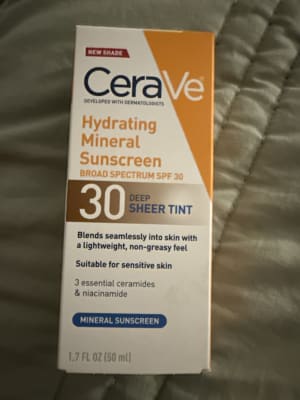 NEW SHADE
CeraVe®
DEVELOPED WITH DERMATOLOGISTS
Hydrating
Mineral
Sunscreen
BROAD SPECTRUM SPF 30
30 DEEP
SHEER TINT
Blends seamlessly into skin with
a lightweight, non-greasy feel
Suitable for sensitive skin
3 essential ceramides
& niacinamide
MINERAL SUNSCREEN
1.7 FL OZ (50 ml)